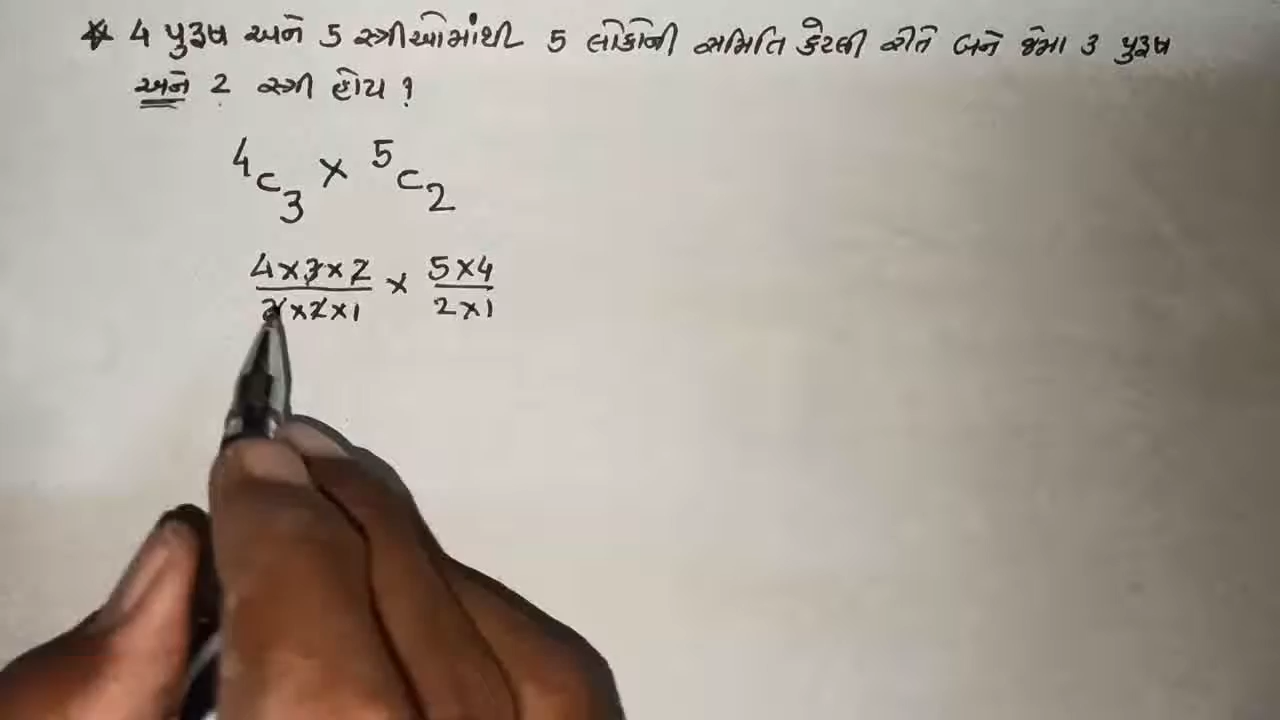 * 4 પુરૂષ અને 5 સ્ત્રીઓમાંથી 5 લોકોની સમિતિ કેટલી રીતે બને જેમા 3 પુરૂષ
અને 2 સ્ત્રી હોય ?
⁴C₃ × ⁵C₂
4×3×2 × 5×4
3×2×1 2×1